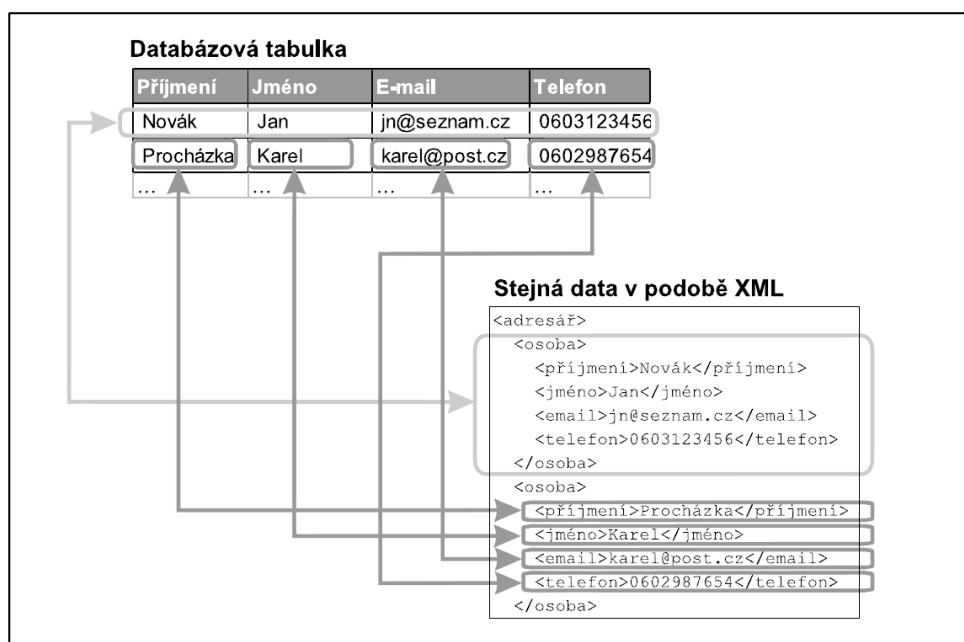 Databázová tabulka
Příjmení Jméno E-mail Telefon
Novák Jan jn@seznam.cz 0603123456
Procházka Karel karel@post.cz 0602987654
... ... ... ...
Stejná data v podobě XML
<adresář>
<osoba>
<příjmení>Novák</příjmení>
<jméno>Jan</jméno>
<email>jn@seznam.cz</email>
<telefon>0603123456</telefon>
</osoba>
<osoba>
<příjmení>Procházka</příjmení>
<jméno>Karel</jméno>
<email>karel@post.cz</email>
<telefon>0602987654</telefon>
</osoba>